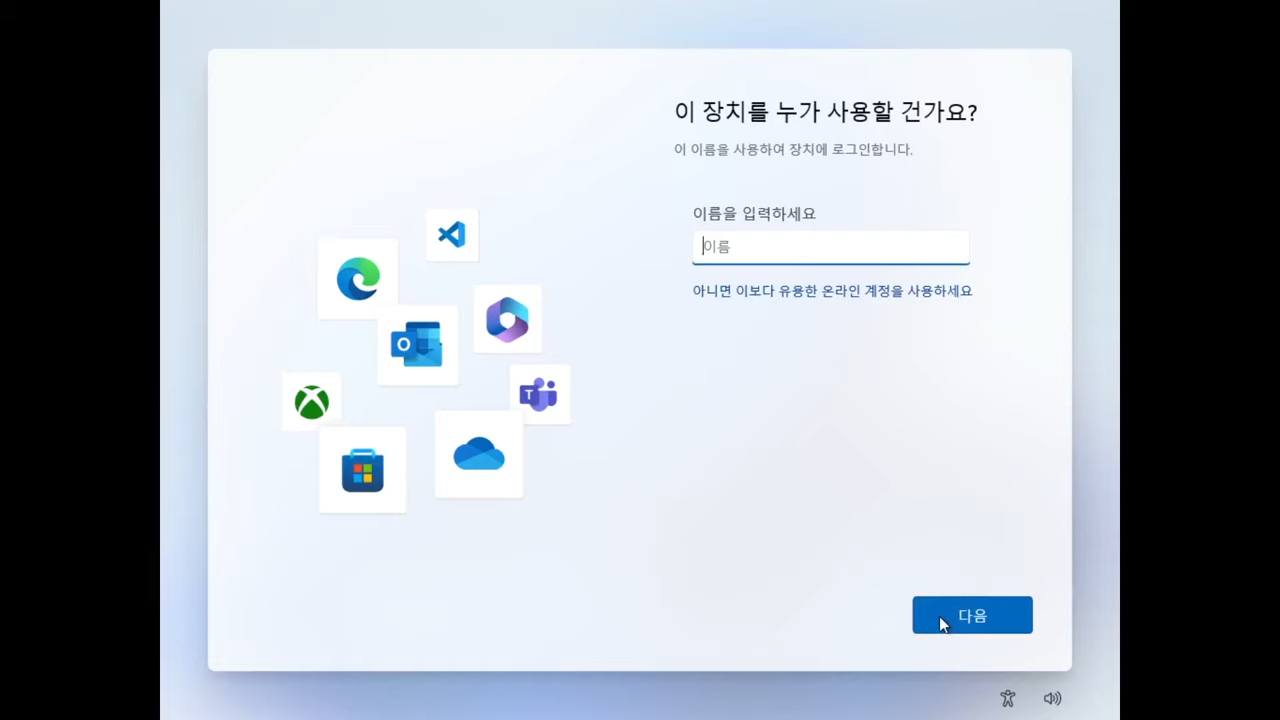 이 장치를 누가 사용할 건가요?
이 이름을 사용하여 장치에 로그인합니다.
이름을 입력하세요
이름
아니면 이보다 유용한 온라인 계정을 사용하세요
O
T
다음